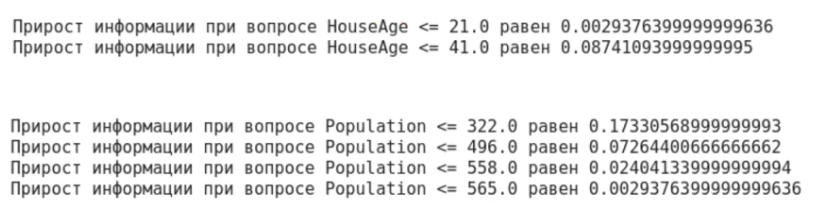 Прирост информации при вопросе HouseAge <= 21.0 равен 0.0029376399999999636
Прирост информации при вопросе HouseAge <= 41.0 равен 0.08741093999999995
Прирост информации при вопросе Population <= 322.0 равен 0.17330568999999993
Прирост информации при вопросе Population <= 496.0 равен 0.07264400666666662
Прирост информации при вопросе Population <= 558.0 равен 0.024041339999999994
Прирост информации при вопросе Population <= 565.0 равен 0.0029376399999999636